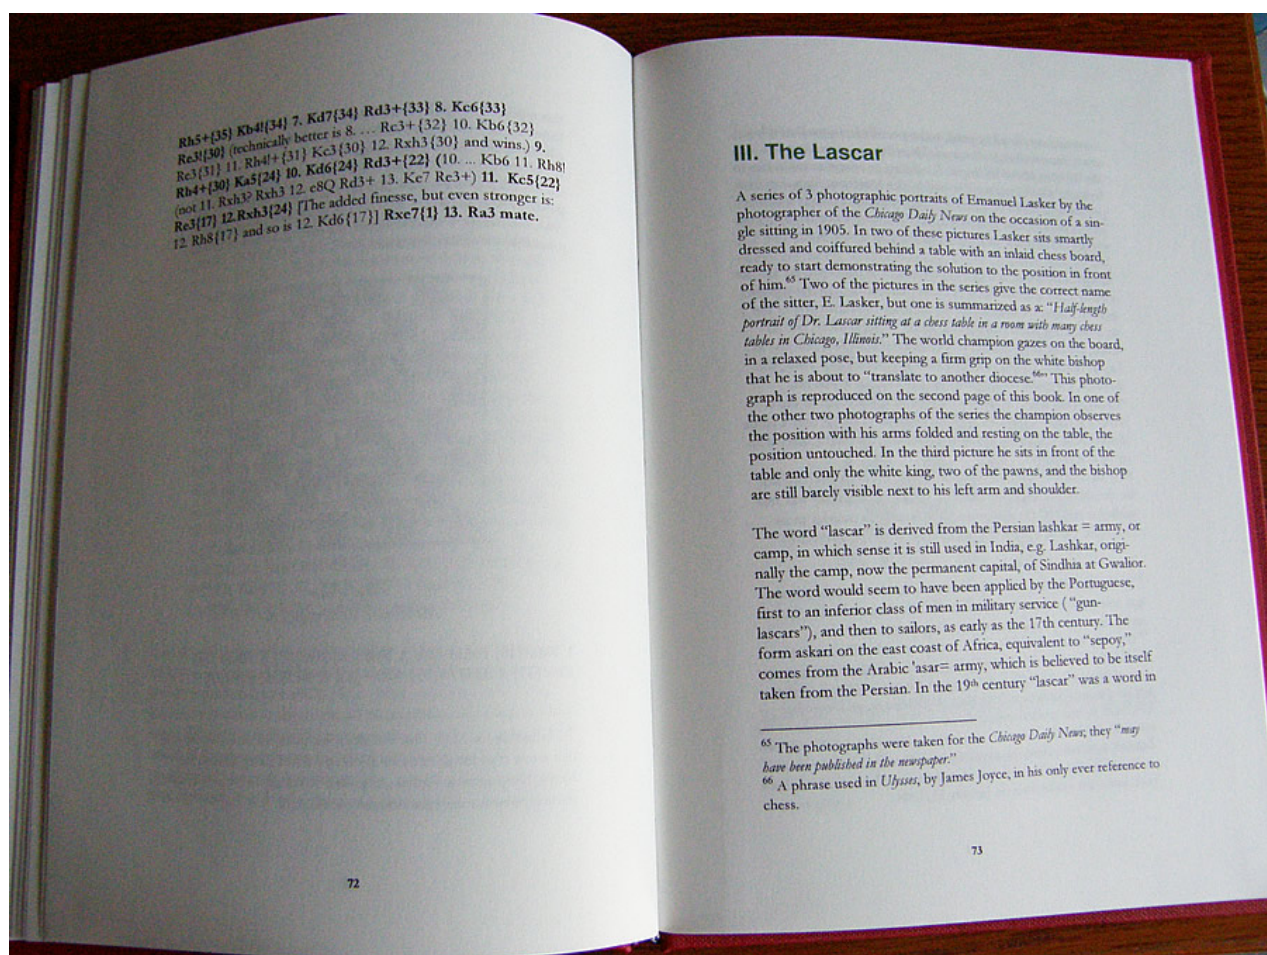 Rh5+{35} Kb4!{34} 7. Kd7{34} Rd3+{33} 8. Kc6{33}
Rc3!{30} (technically better is 8. … Rc3+{32} 10. Kb6{32}
Rc3{31} 11. Rh4!+{31} Kc3{30} 12. Rxh3{30} and wins.) 9.
Rh4+{30} Ka5{24} 10. Kd6{24} Rd3+{22} (10. ... Kb6 11. Rh8!
(not 11. Rxh3? Rxh3 12. e8Q Rd3+ 13. Ke7 Re3+) 11. Kc5{22}
Re3{17} 12.Rxh3{24} [The added finesse, but even stronger is:
12. Rh8{17} and so is 12. Kd6{17}] Rxe7{1} 13. Ra3 mate.
72
III. The Lascar
A series of 3 photographic portraits of Emanuel Lasker by the
photographer of the Chicago Daily News on the occasion of a sin-
gle sitting in 1905. In two of these pictures Lasker sits smartly
dressed and coiffured behind a table with an inlaid chess board,
ready to start demonstrating the solution to the position in front
of him.65 Two of the pictures in the series give the correct name
of the sitter, E. Lasker, but one is summarized as a: “Half-length
portrait of Dr. Lascar sitting at a chess table in a room with many chess
tables in Chicago, Illinois.” The world champion gazes on the board,
in a relaxed pose, but keeping a firm grip on the white bishop
that he is about to “translate to another diocese.66” This photo-
graph is reproduced on the second page of this book. In one of
the other two photographs of the series the champion observes
the position with his arms folded and resting on the table, the
position untouched. In the third picture he sits in front of the
table and only the white king, two of the pawns, and the bishop
are still barely visible next to his left arm and shoulder.
The word “lascar” is derived from the Persian lashkar = army, or
camp, in which sense it is still used in India, e.g. Lashkar, origi-
nally the camp, now the permanent capital, of Sindhia at Gwalior.
The word would seem to have been applied by the Portuguese,
first to an inferior class of men in military service ( “gun-
lascars”), and then to sailors, as early as the 17th century. The
form askari on the east coast of Africa, equivalent to “sepoy,”
comes from the Arabic 'asar= army, which is believed to be itself
taken from the Persian. In the 19th century “lascar” was a word in
65 The photographs were taken for the Chicago Daily News; they “may
have been published in the newspaper.”
66 A phrase used in Ulysses, by James Joyce, in his only ever reference to
chess.
73